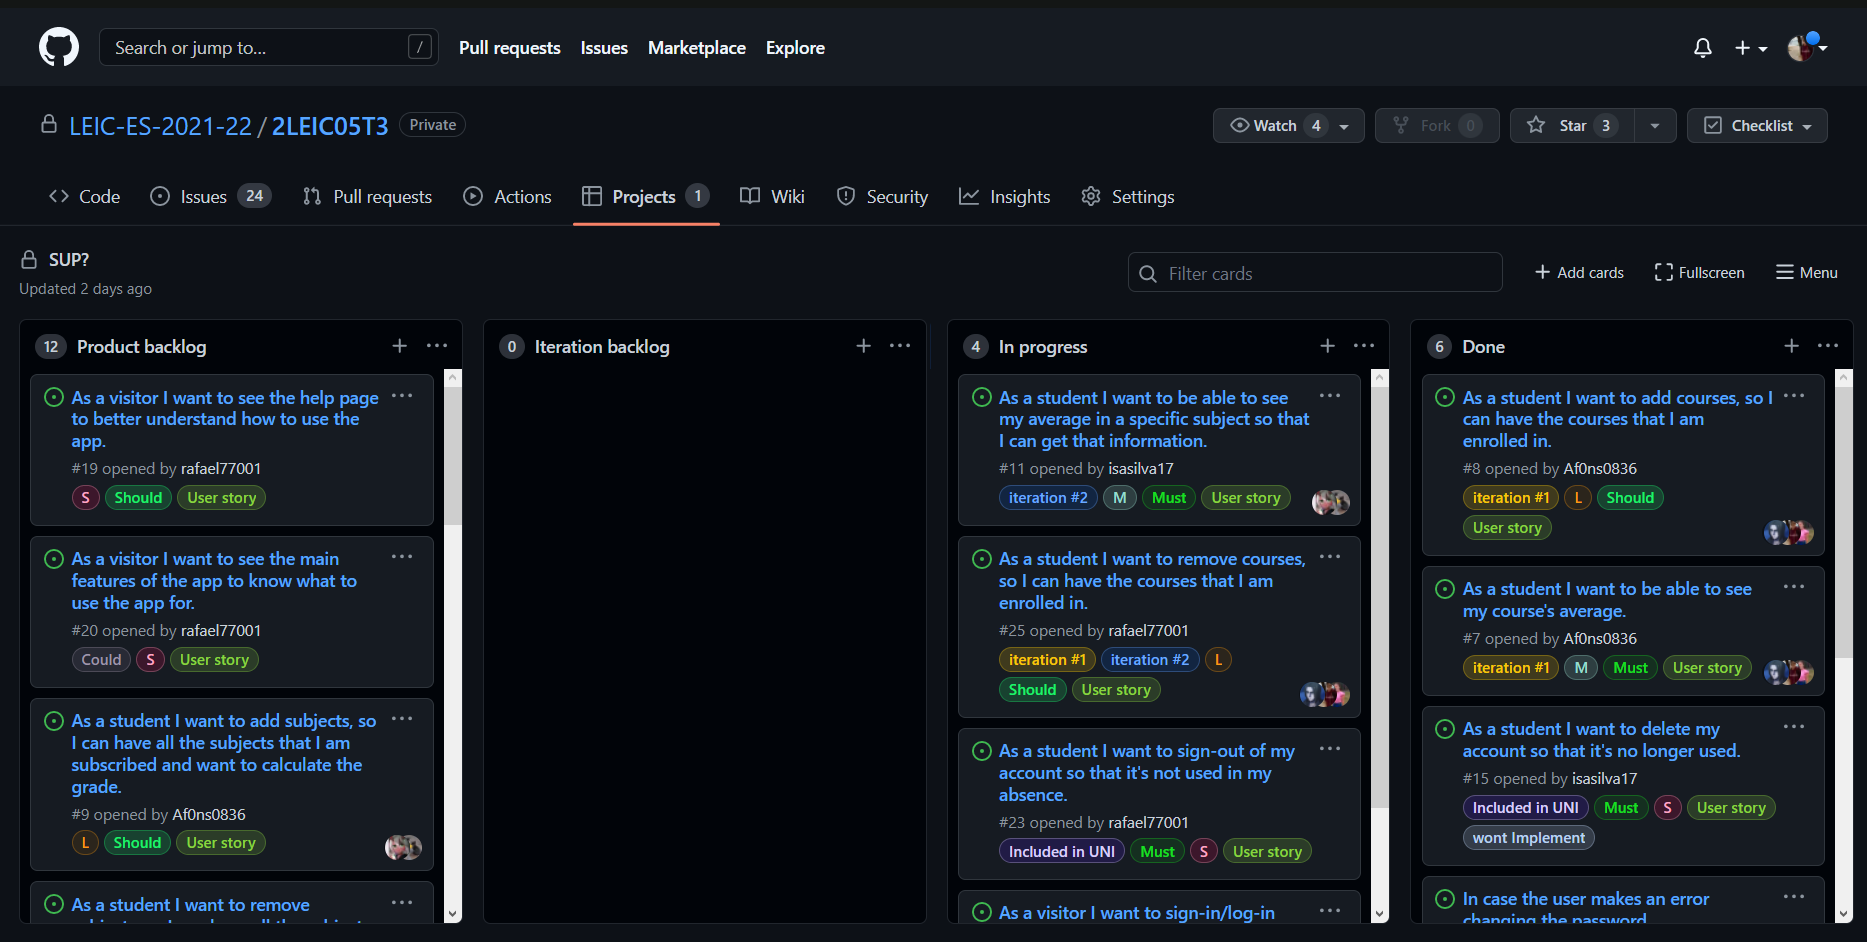 Search or jump to... /
Pull requests Issues Marketplace Explore
LEIC-ES-2021-22 / 2LEIC05T3 Private
Watch 4 Fork 0 Star 3 Checklist
Code Issues 24 Pull requests Actions Projects 1 Wiki Security Insights Settings
SUP?
Updated 2 days ago
Filter cards
Add cards Fullscreen Menu
12 Product backlog
As a visitor I want to see the help page
to better understand how to use the
app.
#19 opened by rafael77001
S Should User story
As a visitor I want to see the main
features of the app to know what to
use the app for.
#20 opened by rafael77001
Could S User story
As a student I want to add subjects, so
I can have all the subjects that I am
subscribed and want to calculate the
grade.
#9 opened by Af0ns0836
L Should User story
As a student I want to remove
0 Iteration backlog
4 In progress
As a student I want to be able to see
my average in a specific subject so that
I can get that information.
#11 opened by isasilva17
iteration #2 M Must User story
As a student I want to remove courses,
so I can have the courses that I am
enrolled in.
#25 opened by rafael77001
iteration #1 iteration #2 L
Should User story
As a student I want to sign-out of my
account so that it's not used in my
absence.
#23 opened by rafael77001
Included in UNI Must S User story
As a visitor I want to sign-in/log-in
6 Done
As a student I want to add courses, so I
can have the courses that I am
enrolled in.
#8 opened by Af0ns0836
iteration #1 L Should
User story
As a student I want to be able to see
my course's average.
#7 opened by Af0ns0836
iteration #1 M Must User story
As a student I want to delete my
account so that it's no longer used.
#15 opened by isasilva17
Included in UNI Must S User story
wont Implement
In case the user makes an error
changing the password